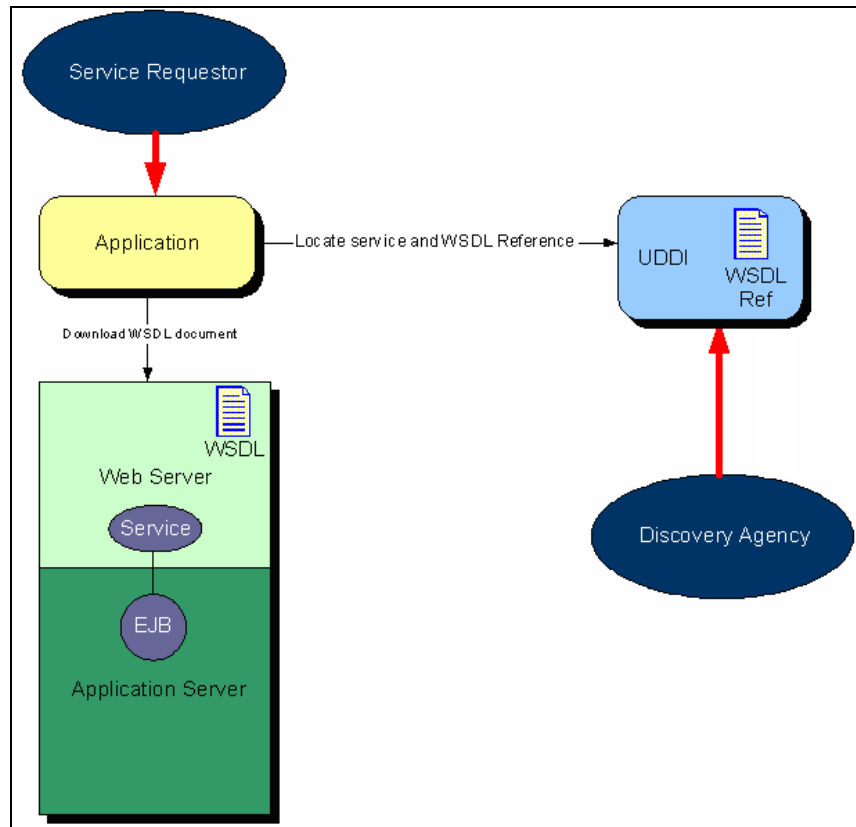 Service Requestor
Application
Locate service and WSDL Reference
UDDI
WSDL
Ref
Download WSDL document
WSDL
Web Server
Service
Discovery Agency
EJB
Application Server